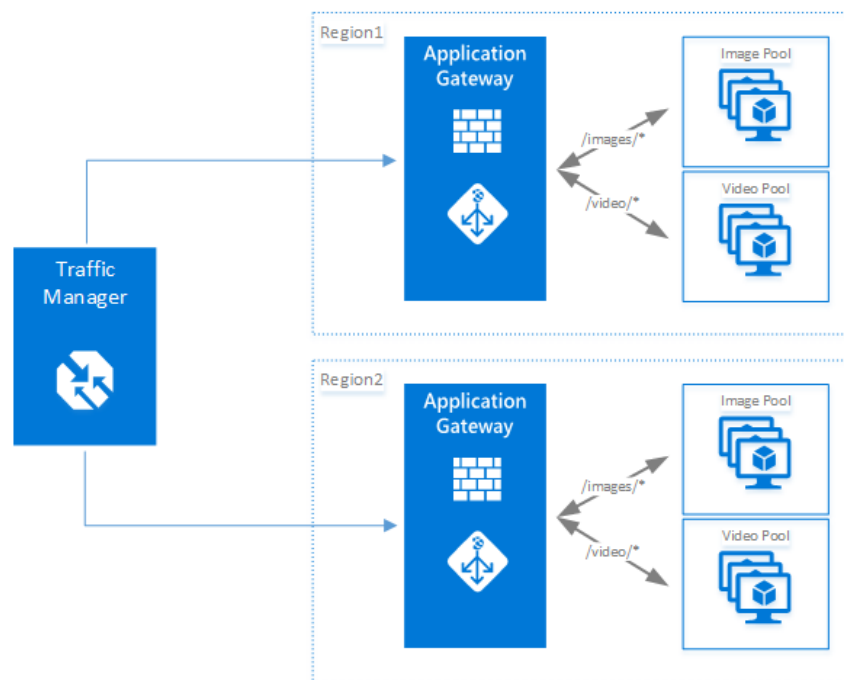 Region1
Application
Gateway
Image Pool
/images/*
/video/*
Video Pool
Traffic
Manager
Region2
Application
Gateway
Image Pool
/images/*
/video/*
Video Pool